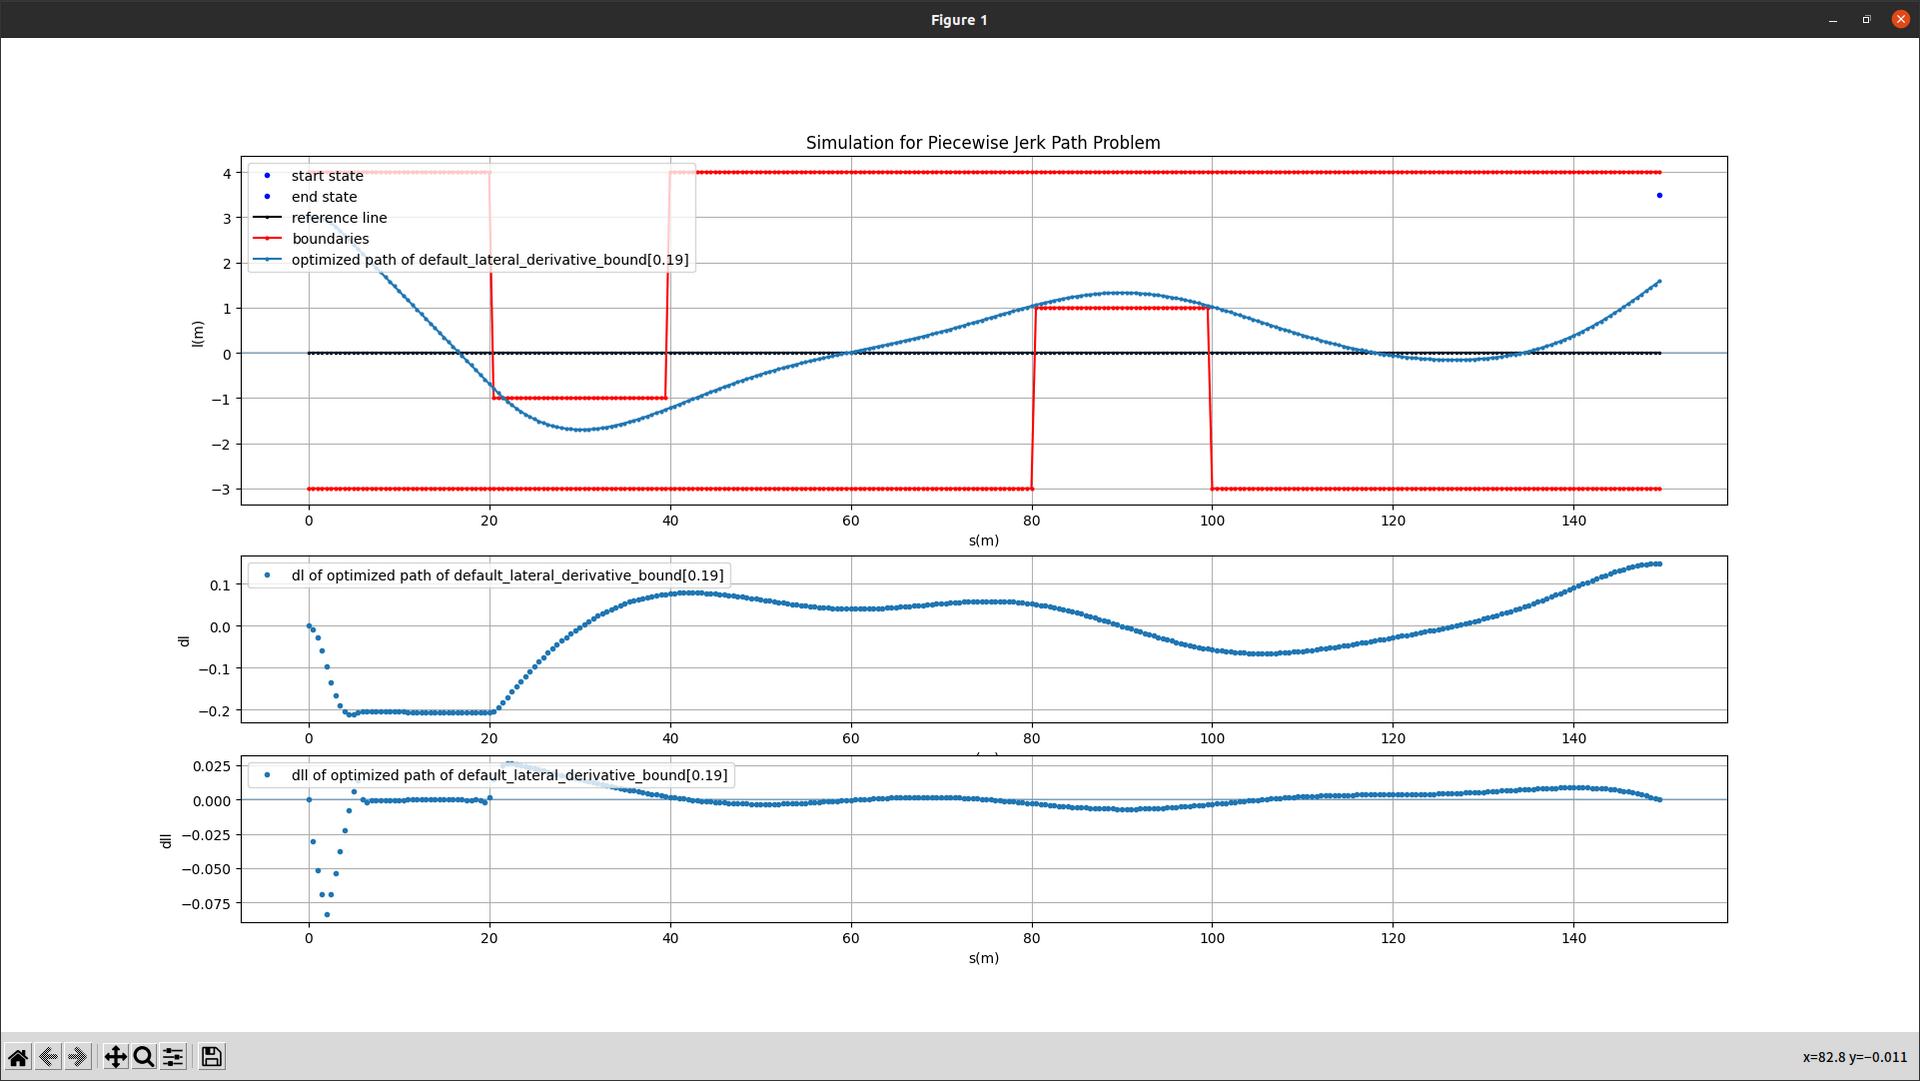 Figure 1
Simulation for Piecewise Jerk Path Problem
start state
end state
reference line
boundaries
optimized path of default_lateral_derivative_bound[0.19]
l(m)
4
3
2
1
0
−1
−2
−3
0 20 40 60 80 100 120 140
s(m)
dl of optimized path of default_lateral_derivative_bound[0.19]
dl
0.1
0.0
−0.1
−0.2
0 20 40 60 80 100 120 140
dll of optimized path of default_lateral_derivative_bound[0.19]
dll
0.025
0.000
−0.025
−0.050
−0.075
0 20 40 60 80 100 120 140
s(m)
x=82.8 y=−0.011